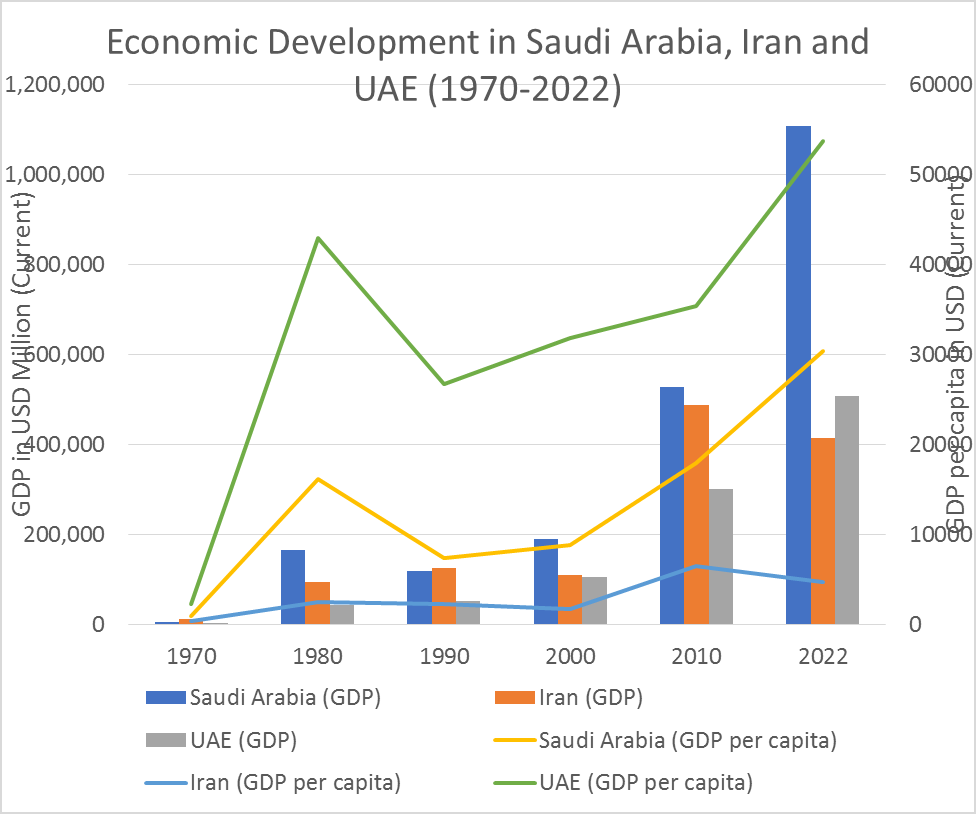 Economic Development in Saudi Arabia, Iran and
UAE (1970-2022)
1,200,000
1,000,000
800,000
600,000
400,000
200,000
0
GDP in USD Million (Current)
60000
50000
40000
30000
20000
10000
0
GDP per capita in USD (Current)
1970 1980 1990 2000 2010 2022
Saudi Arabia (GDP) Iran (GDP)
UAE (GDP) Saudi Arabia (GDP per capita)
Iran (GDP per capita) UAE (GDP per capita)